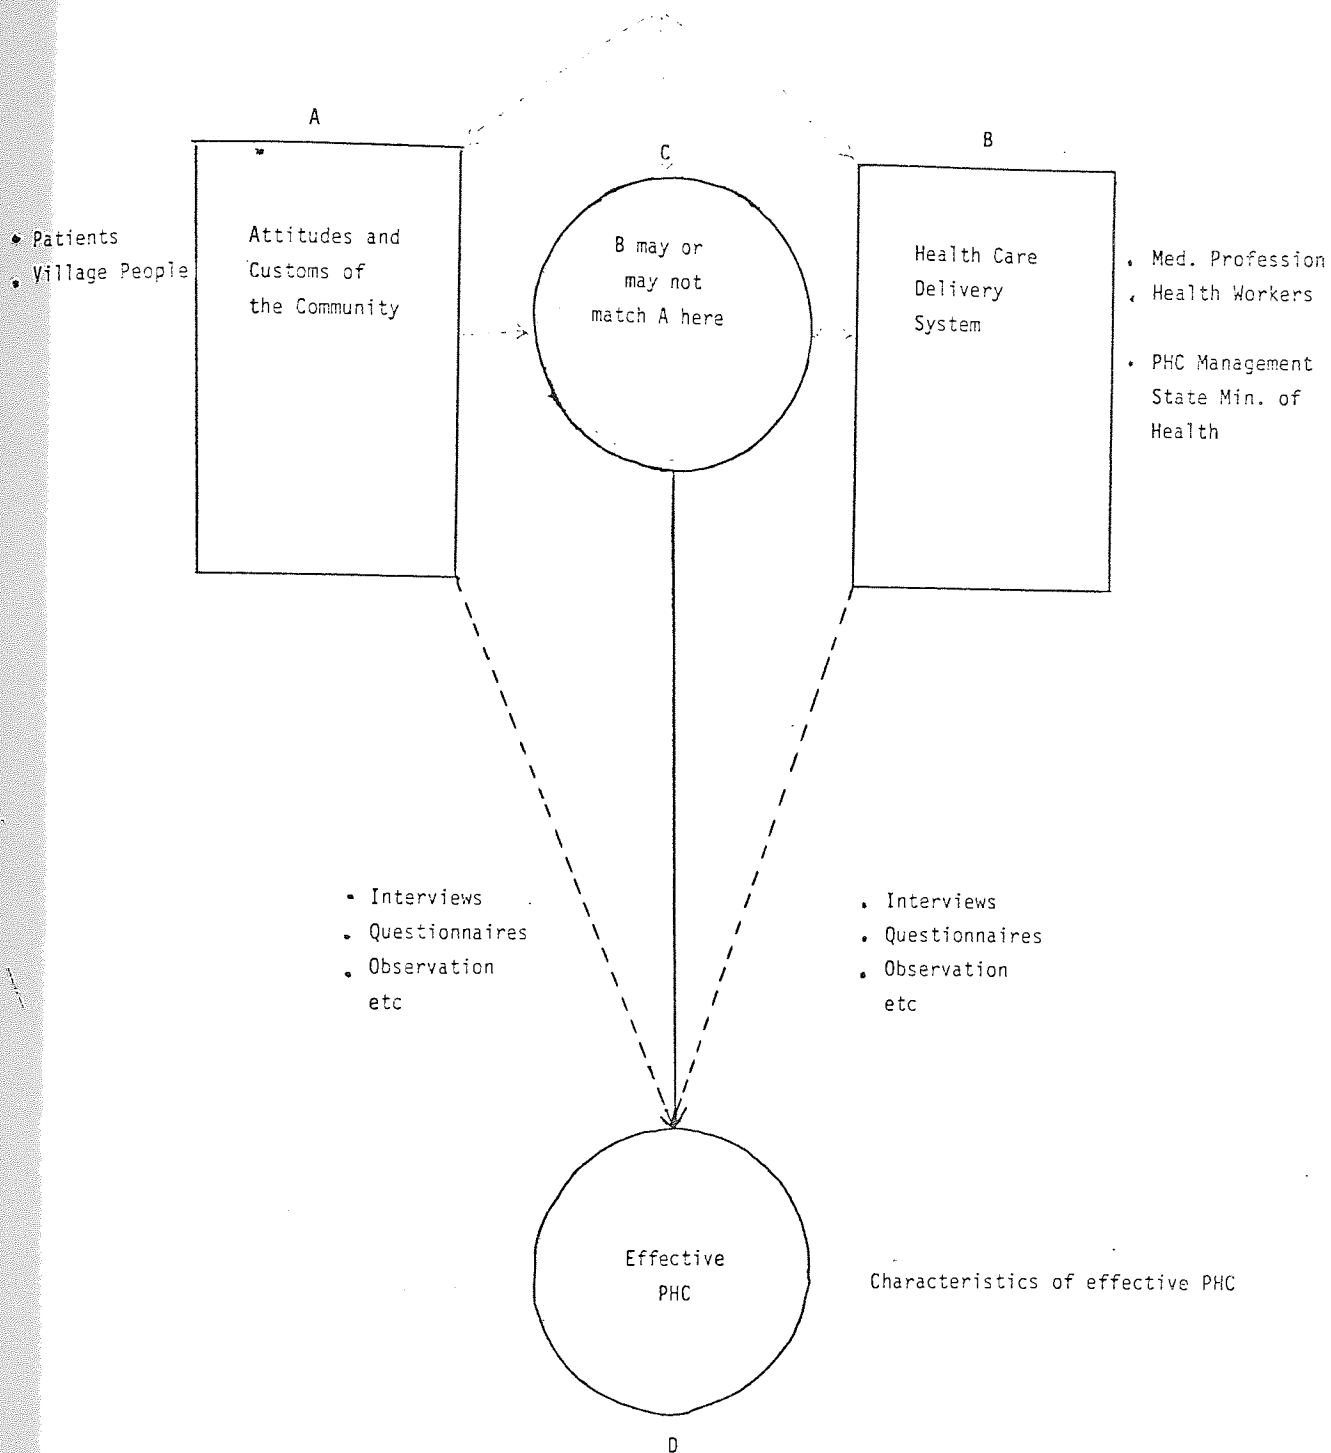 A
C
B
• Patients
• Village People
Attitudes and
Customs of
the Community
B may or
may not
match A here
Health Care
Delivery
System
. Med. Profession
. Health Workers
. PHC Management
State Min. of
Health
- Interviews
. Questionnaires
. Observation
etc
. Interviews
. Questionnaires
. Observation
etc
Effective
PHC
Characteristics of effective PHC
D